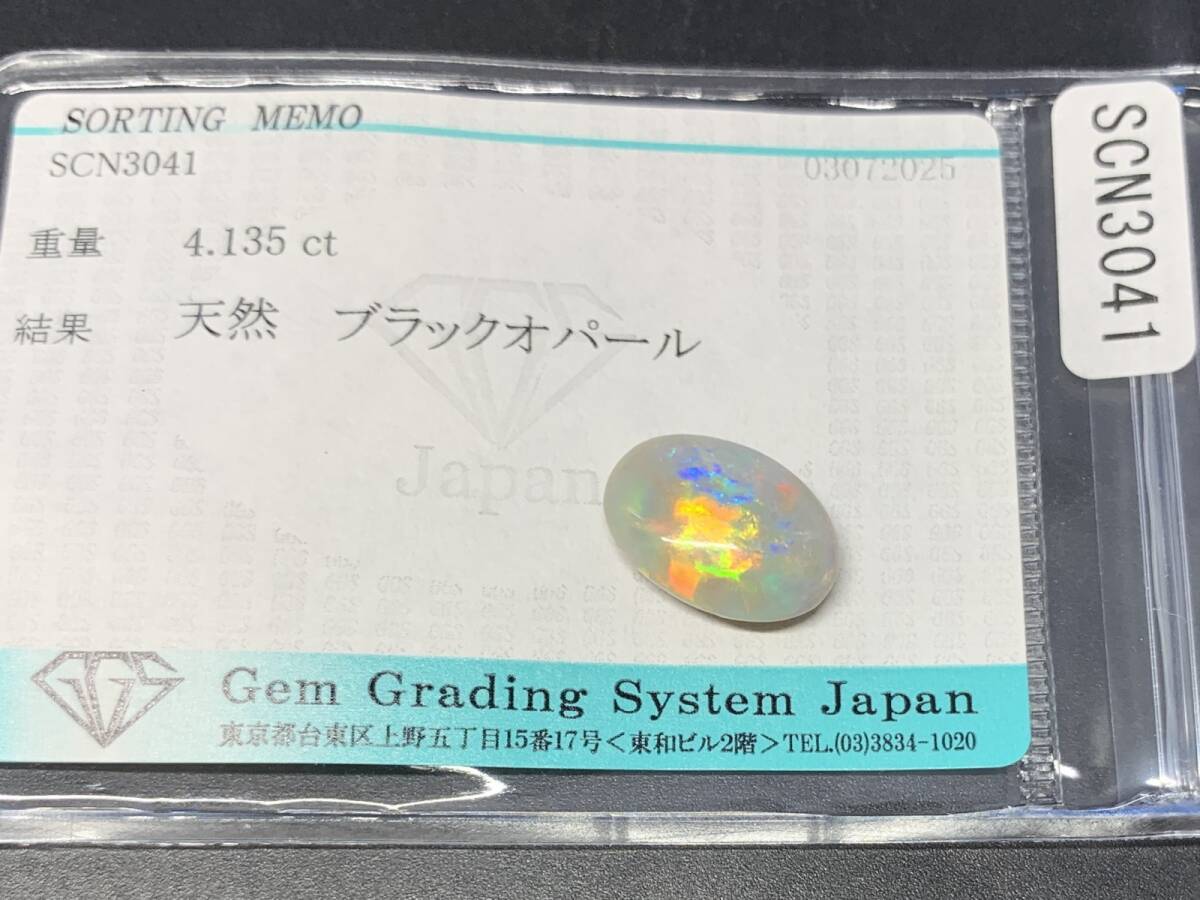 SORTING MEMO
SCN3041 03072025
重量 4.135 ct
結果 天然 ブラックオパール
Japan
GGS Gem Grading System Japan
東京都台東区上野五丁目15番17号<東和ビル2階>TEL.(03)3834-1020
SCN3041